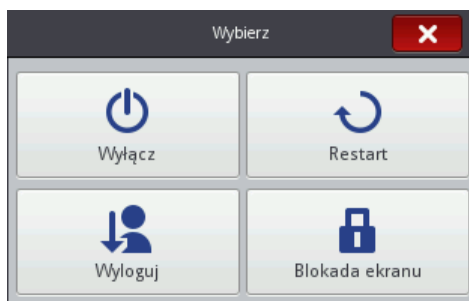 Wybierz
Wyłącz
Restart
Wyloguj
Blokada ekranu